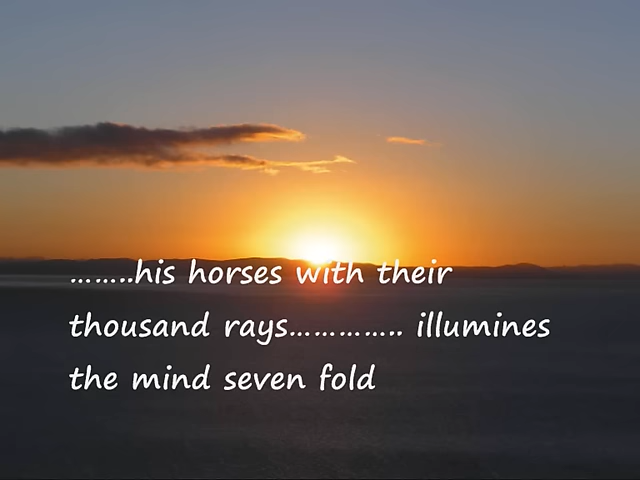 ........his horses with their
thousand rays.............. illumines
the mind seven fold